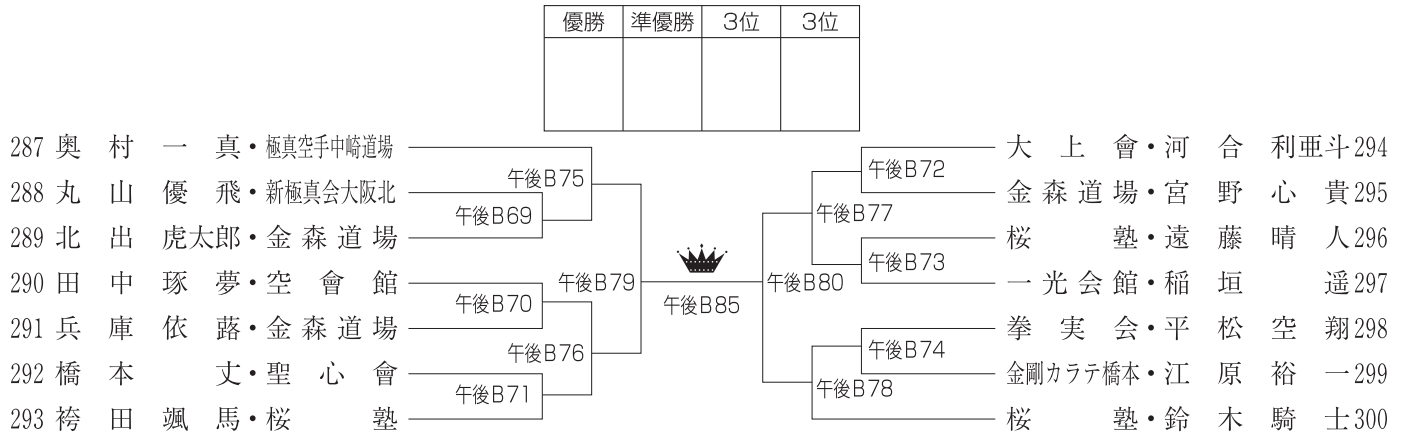 優勝 準優勝 3位 3位
287 奥村一真・極真空手中崎道場
288 丸山優飛・新極真会大阪北
289 北出虎太郎・金森道場
290 田中琢夢・空會館
291 兵庫依蕗・金森道場
292 橋本丈・聖心會
293 袴田颯馬・桜塾
午後B75
午後B69
午後B79
午後B70
午後B76
午後B71
午後B85
午後B72
午後B77
午後B73
午後B80
午後B74
午後B78
大上會・河合利亜斗 294
金森道場・宮野心貴 295
桜塾・遠藤晴人 296
一光会館・稲垣遥 297
拳実会・平松空翔 298
金剛カラテ橋本・江原裕一 299
桜塾・鈴木騎士 300